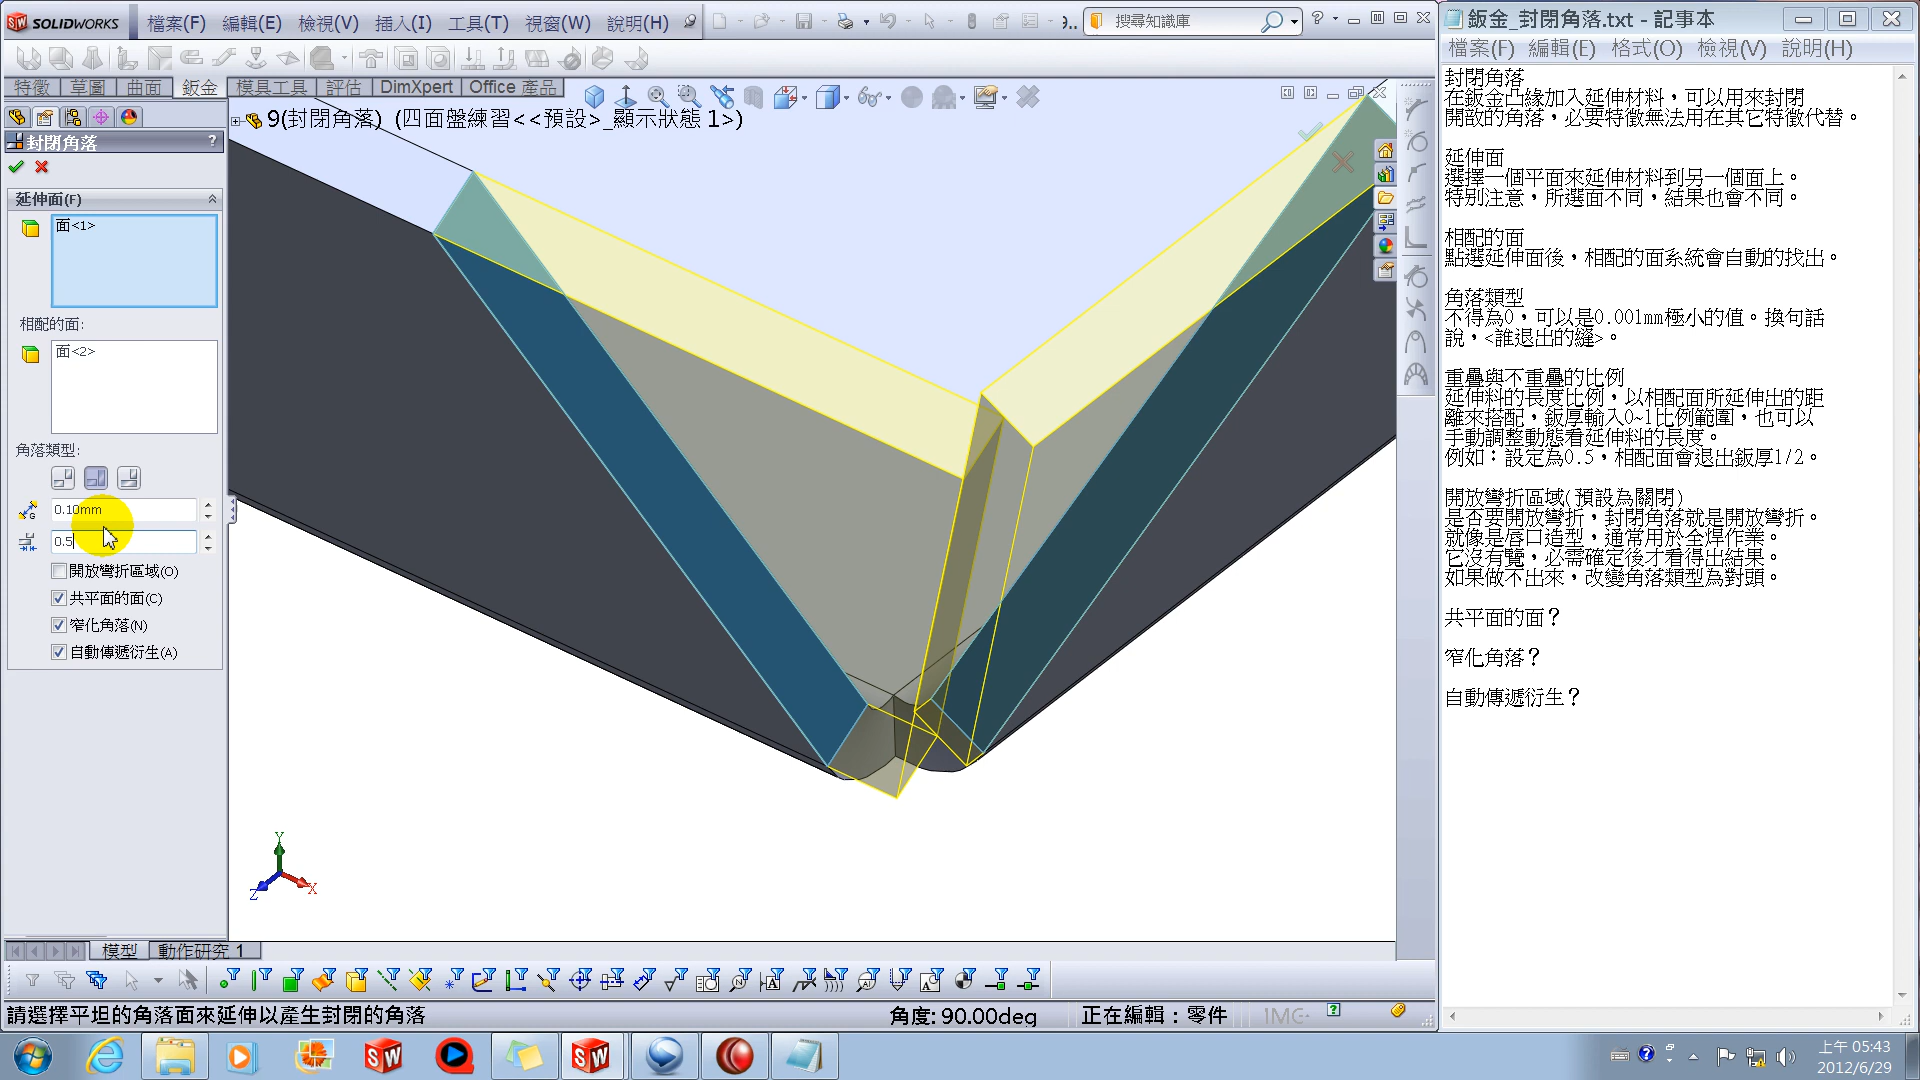 SOLIDWORKS
檔案(F) 編輯(E) 檢視(V) 插入(I) 工具(T) 視窗(W) 說明(H)
9..
搜尋知識庫
特徵 草圖 曲面 鈑金 模具工具 評估 DimXpert Office 產品
9(封閉角落) (四面盤練習<<預設>_顯示狀態 1>)
封閉角落
?
延伸面(F)
面<1>
相配的面:
面<2>
角落類型:
0.10mm
0.5
開放彎折區域(O)
共平面的面(C)
窄化角落(N)
自動傳遞衍生(A)
Y
X
Z
模型 動作研究 1
請選擇平坦的角落面來延伸以產生封閉的角落
角度: 90.00deg
正在編輯：零件
鈑金_封閉角落.txt - 記事本
檔案(F) 編輯(E) 格式(O) 檢視(V) 說明(H)
封閉角落
在鈑金凸緣加入延伸材料，可以用來封閉
開啟的角落，必要特徵無法用在其它特徵代替。
延伸面
選擇一個平面來延伸材料到另一個面上。
特別注意，所選面不同，結果也會不同。
相配的面
點選延伸面後，相配的面系統會自動的找出。
角落類型
不得為0，可以是0.001mm極小的值。換句話
說，<誰退出的縫>。
重疊與不重疊的比例
延伸料的長度比例，以相配面所延伸出的距
離來搭配，鈑厚輸入0~1比例範圍，也可以
手動調整動態看延伸料的長度。
例如：設定為0.5，相配面會退出鈑厚1/2。
開放彎折區域(預設為關閉)
是否要開放彎折，封閉角落就是開放彎折。
就像是唇口造型，通常用於全焊作業。
它沒有覽，必需確定後才看得出結果。
如果做不出來，改變角落類型為對頭。
共平面的面？
窄化角落？
自動傳遞衍生？
上午 05:43
2012/6/29